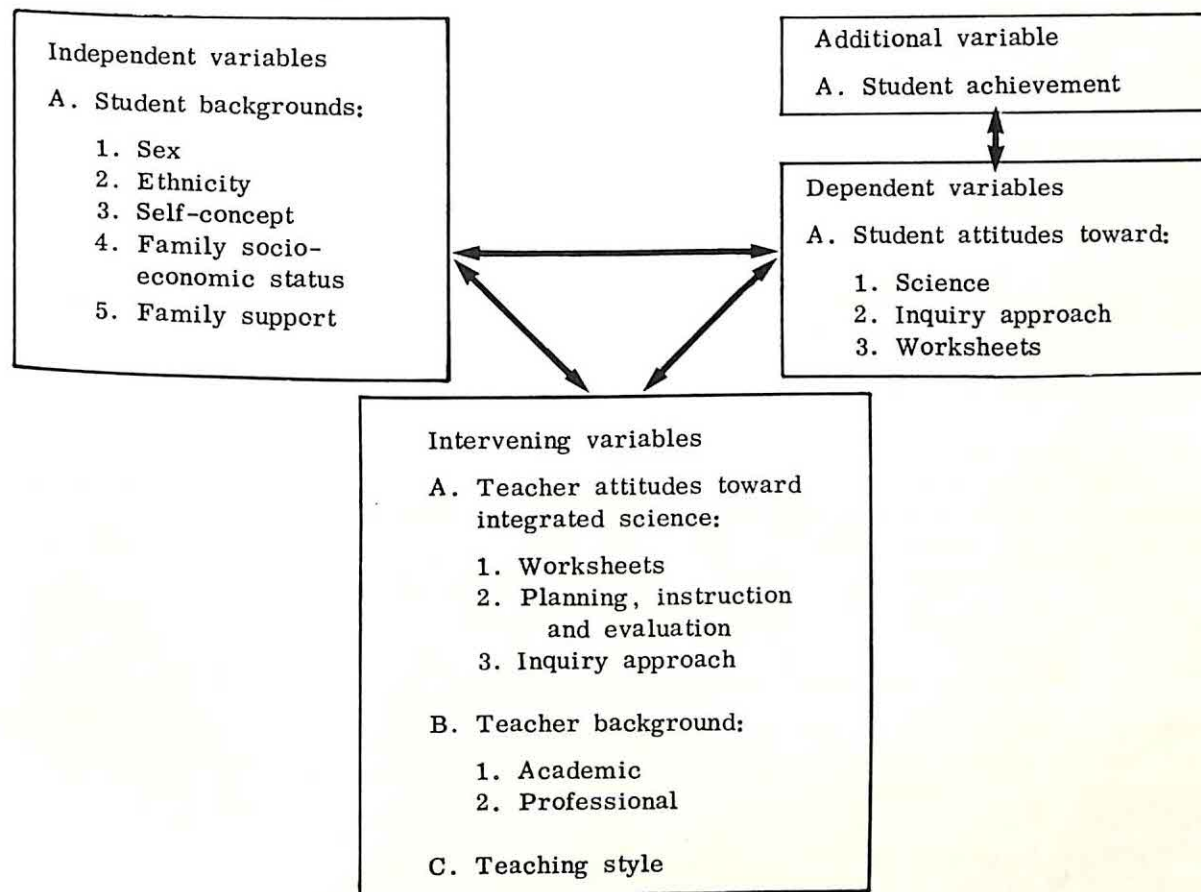 Independent variables
A. Student backgrounds:
1. Sex
2. Ethnicity
3. Self-concept
4. Family socio-
economic status
5. Family support
Additional variable
A. Student achievement
Dependent variables
A. Student attitudes toward:
1. Science
2. Inquiry approach
3. Worksheets
Intervening variables
A. Teacher attitudes toward
integrated science:
1. Worksheets
2. Planning, instruction
and evaluation
3. Inquiry approach
B. Teacher background:
1. Academic
2. Professional
C. Teaching style